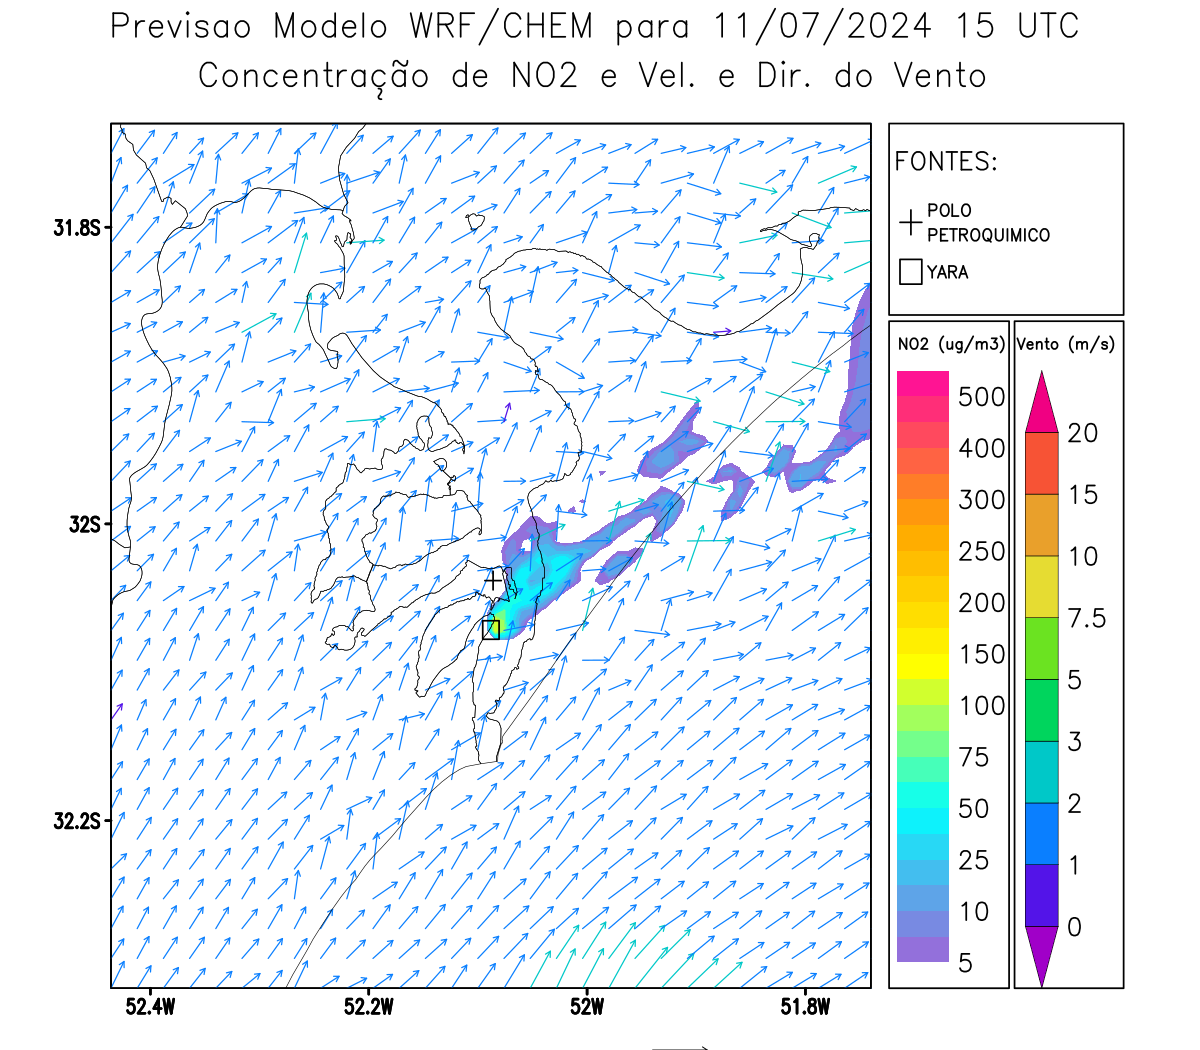 Previsao Modelo WRF/CHEM para 11/07/2024 15 UTC
Concentração de NO2 e Vel. e Dir. do Vento
FONTES:
POLO
PETROQUIMICO
YARA
31.8S
32S
32.2S
52.4W
52.2W
52W
51.8W
NO2 (ug/m3)
500
400
300
250
200
150
100
75
50
25
10
5
Vento (m/s)
20
15
10
7.5
5
3
2
1
0